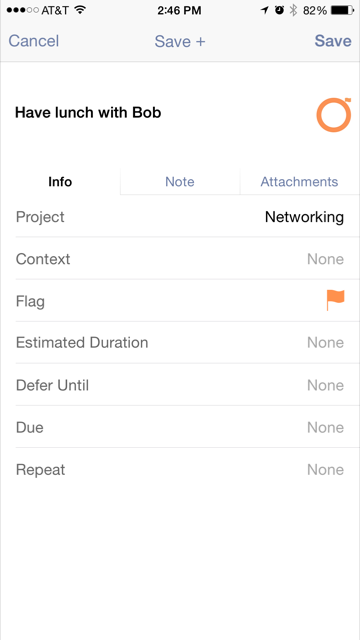 AT&T 2:46 PM 82%
Cancel Save + Save
Have lunch with Bob
Info Note Attachments
Project Networking
Context None
Flag
Estimated Duration None
Defer Until None
Due None
Repeat None